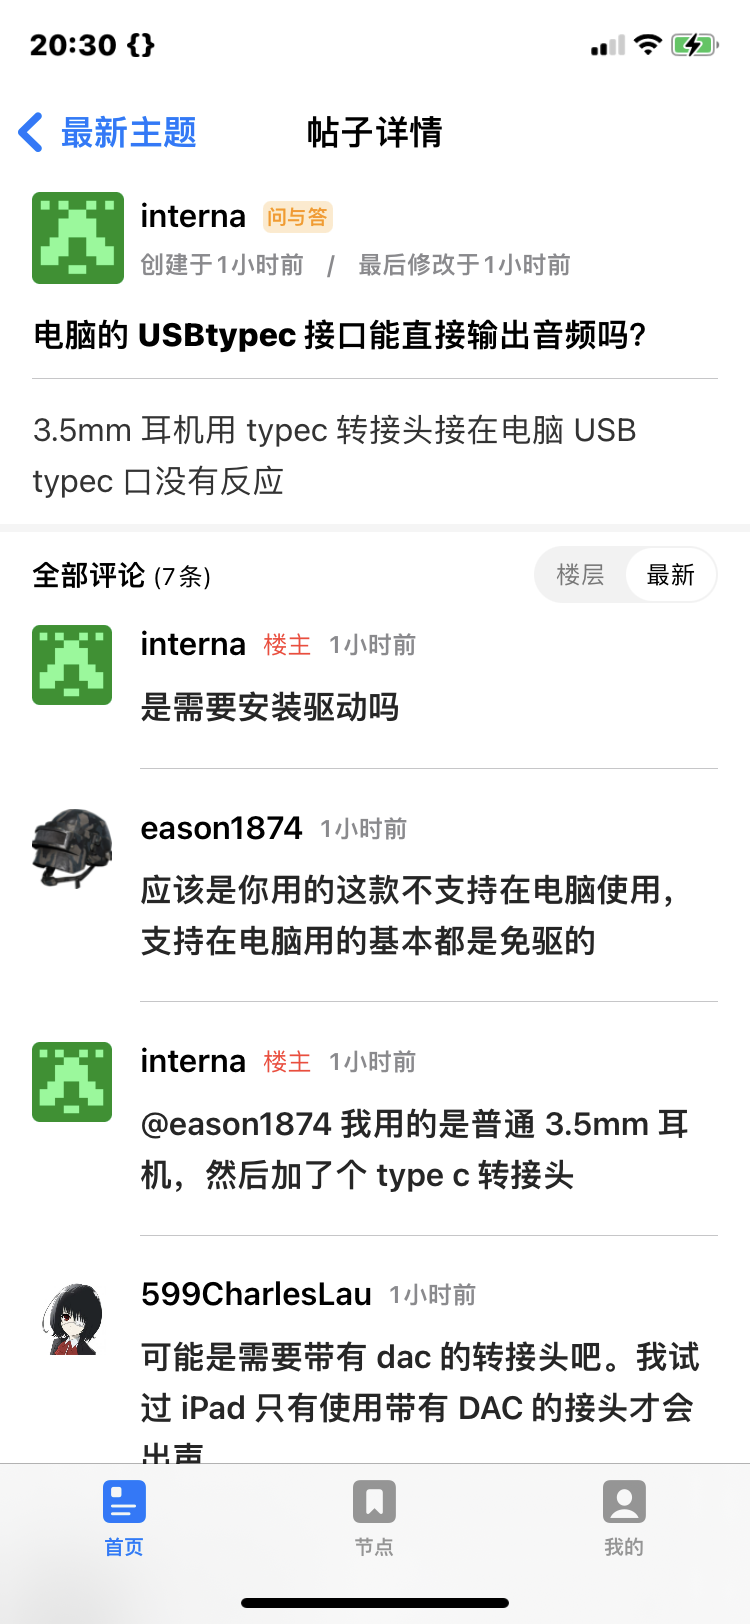 20:30 {}
最新主题 帖子详情
interna 问与答
创建于1小时前 / 最后修改于1小时前
电脑的 USBtypec 接口能直接输出音频吗?
3.5mm 耳机用 typec 转接头接在电脑 USB
typec 口没有反应
全部评论 (7条) 楼层 最新
interna 楼主 1小时前
是需要安装驱动吗
eason1874 1小时前
应该是你用的这款不支持在电脑使用，
支持在电脑用的基本都是免驱的
interna 楼主 1小时前
@eason1874 我用的是普通 3.5mm 耳
机，然后加了个 type c 转接头
599CharlesLau 1小时前
可能是需要带有 dac 的转接头吧。我试
过 iPad 只有使用带有 DAC 的接头才会
出声
首页 节点 我的